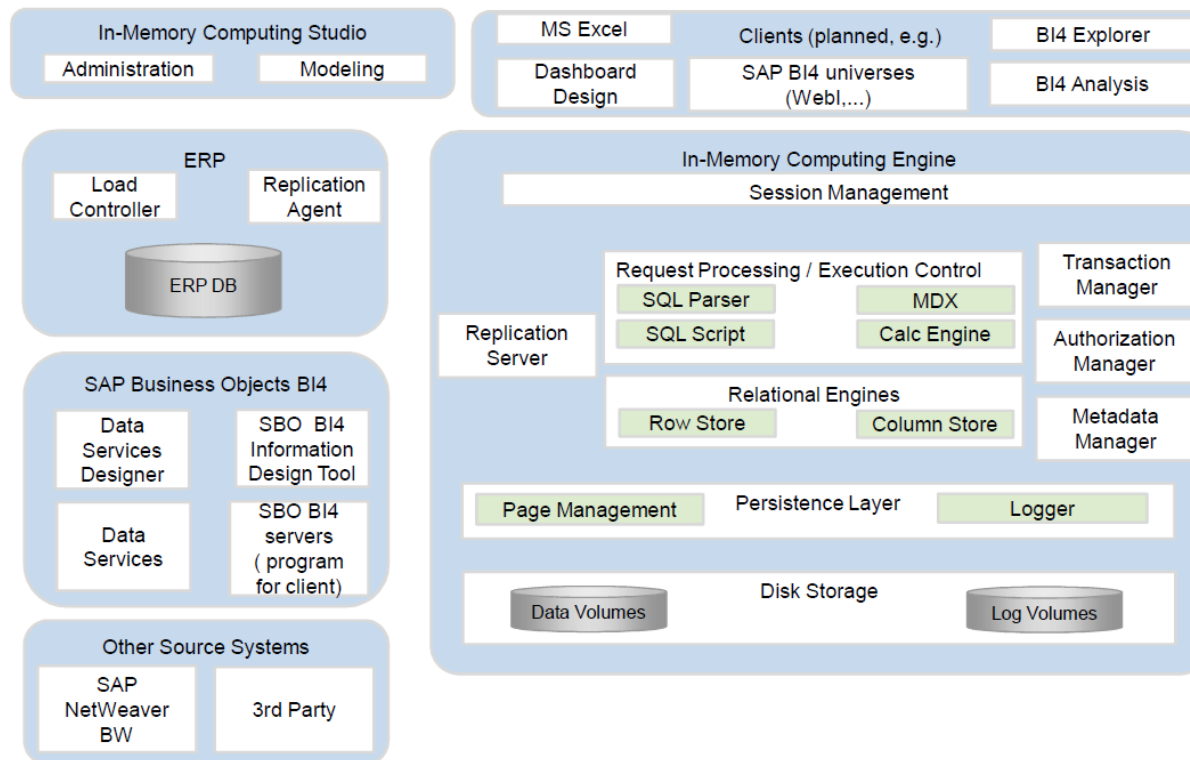 In-Memory Computing Studio
Administration
Modeling
MS Excel
Clients (planned, e.g.)
BI4 Explorer
Dashboard
Design
SAP BI4 universes
(WebI,...)
BI4 Analysis
ERP
Load
Controller
Replication
Agent
ERP DB
In-Memory Computing Engine
Session Management
Request Processing / Execution Control
SQL Parser
MDX
SQL Script
Calc Engine
Transaction
Manager
Replication
Server
Authorization
Manager
Relational Engines
Row Store
Column Store
Metadada
Manager
SAP Business Objects BI4
Data
Services
Designer
SBO BI4
Information
Design Tool
Data
Services
SBO BI4
servers
( program
for client)
Page Management
Persistence Layer
Logger
Disk Storage
Data Volumes
Log Volumes
Other Source Systems
SAP
NetWeaver
BW
3rd Party